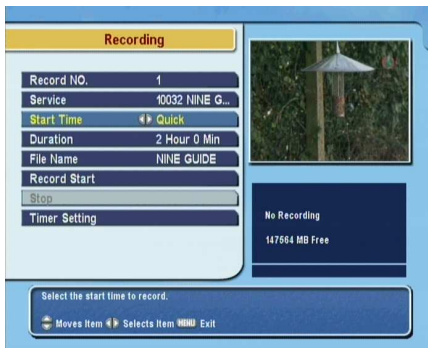 Recording
Record NO. 1
Service 10032 NINE G...
Start Time Quick
Duration 2 Hour 0 Min
File Name NINE GUIDE
Record Start
Stop
Timer Setting
No Recording
147564 MB Free
Select the start time to record.
Moves Item Selects Item MENU Exit